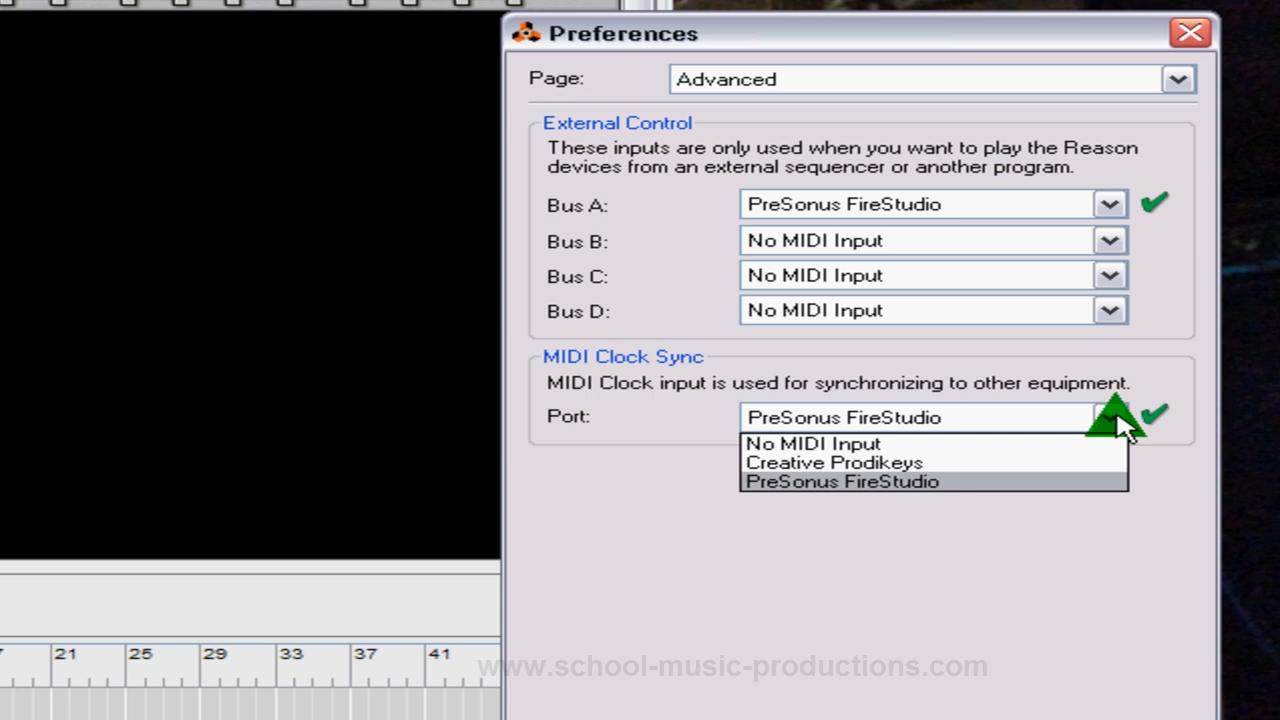 Preferences
Page: Advanced
External Control
These inputs are only used when you want to play the Reason
devices from an external sequencer or another program.
Bus A: PreSonus FireStudio
Bus B: No MIDI Input
Bus C: No MIDI Input
Bus D: No MIDI Input
MIDI Clock Sync
MIDI Clock input is used for synchronizing to other equipment.
Port: PreSonus FireStudio
No MIDI Input
Creative Prodikeys
PreSonus FireStudio
21 25 29 33 37 41
www.school-music-productions.com